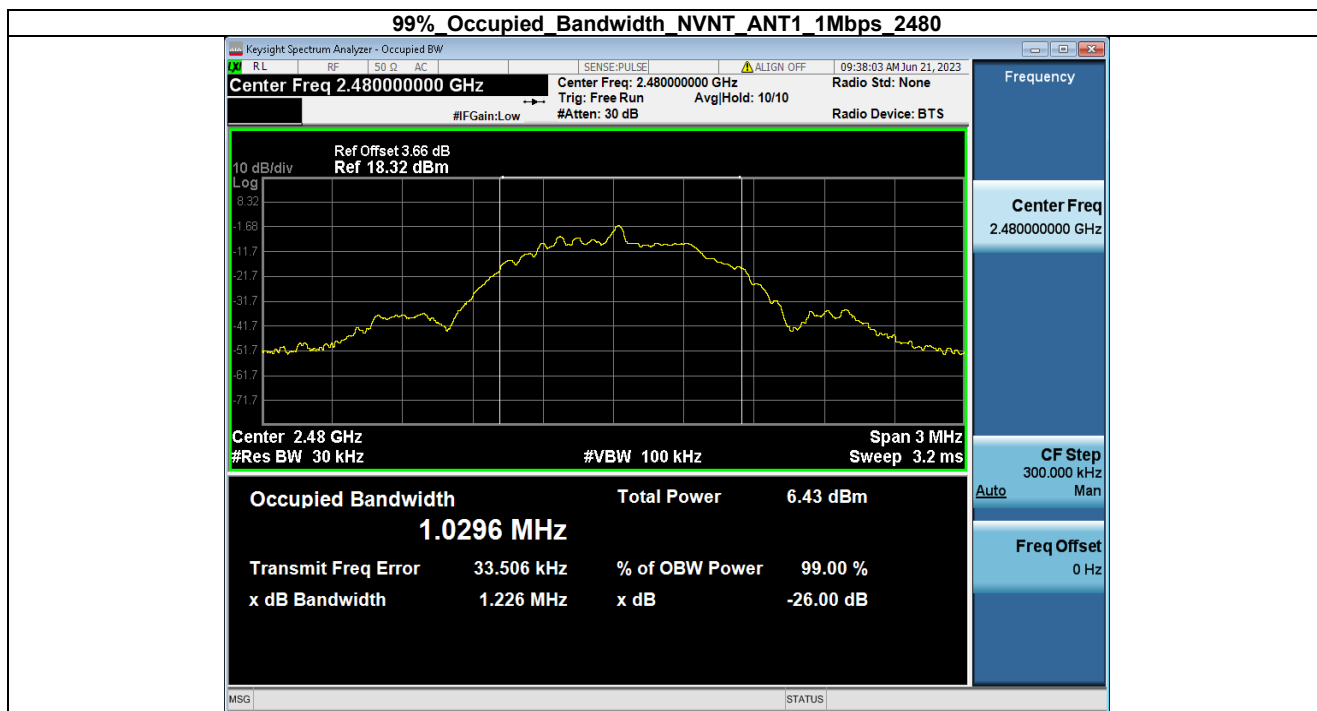 99%_Occupied_Bandwidth_NVNT_ANT1_1Mbps_2480
Keysight Spectrum Analyzer - Occupied BW
LXI RL RF 50 Ω AC SENSE:PULSE ALIGN OFF 09:38:03 AM Jun 21, 2023
Center Freq 2.480000000 GHz
Center Freq: 2.480000000 GHz Radio Std: None
Trig: Free Run Avg|Hold: 10/10
#IFGain:Low #Atten: 30 dB Radio Device: BTS
Ref Offset 3.66 dB
10 dB/div Ref 18.32 dBm
Log
8.32
-1.68
-11.7
-21.7
-31.7
-41.7
-51.7
-61.7
-71.7
Center 2.48 GHz Span 3 MHz
#Res BW 30 kHz #VBW 100 kHz Sweep 3.2 ms
Occupied Bandwidth Total Power 6.43 dBm
1.0296 MHz
Transmit Freq Error 33.506 kHz % of OBW Power 99.00 %
x dB Bandwidth 1.226 MHz x dB -26.00 dB
MSG STATUS
Frequency
Center Freq
2.480000000 GHz
CF Step
300.000 kHz
Auto Man
Freq Offset
0 Hz